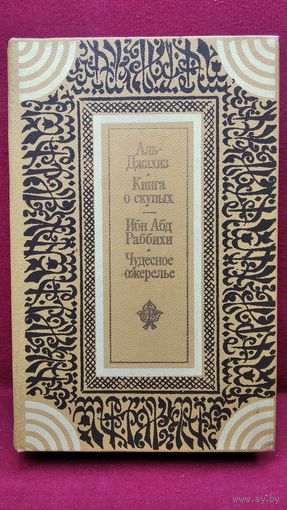 Аль-
Джахиз
Книга
о скупых
Ибн Абд
Раббихи
Чудесное
ожерелье
www.ay.by